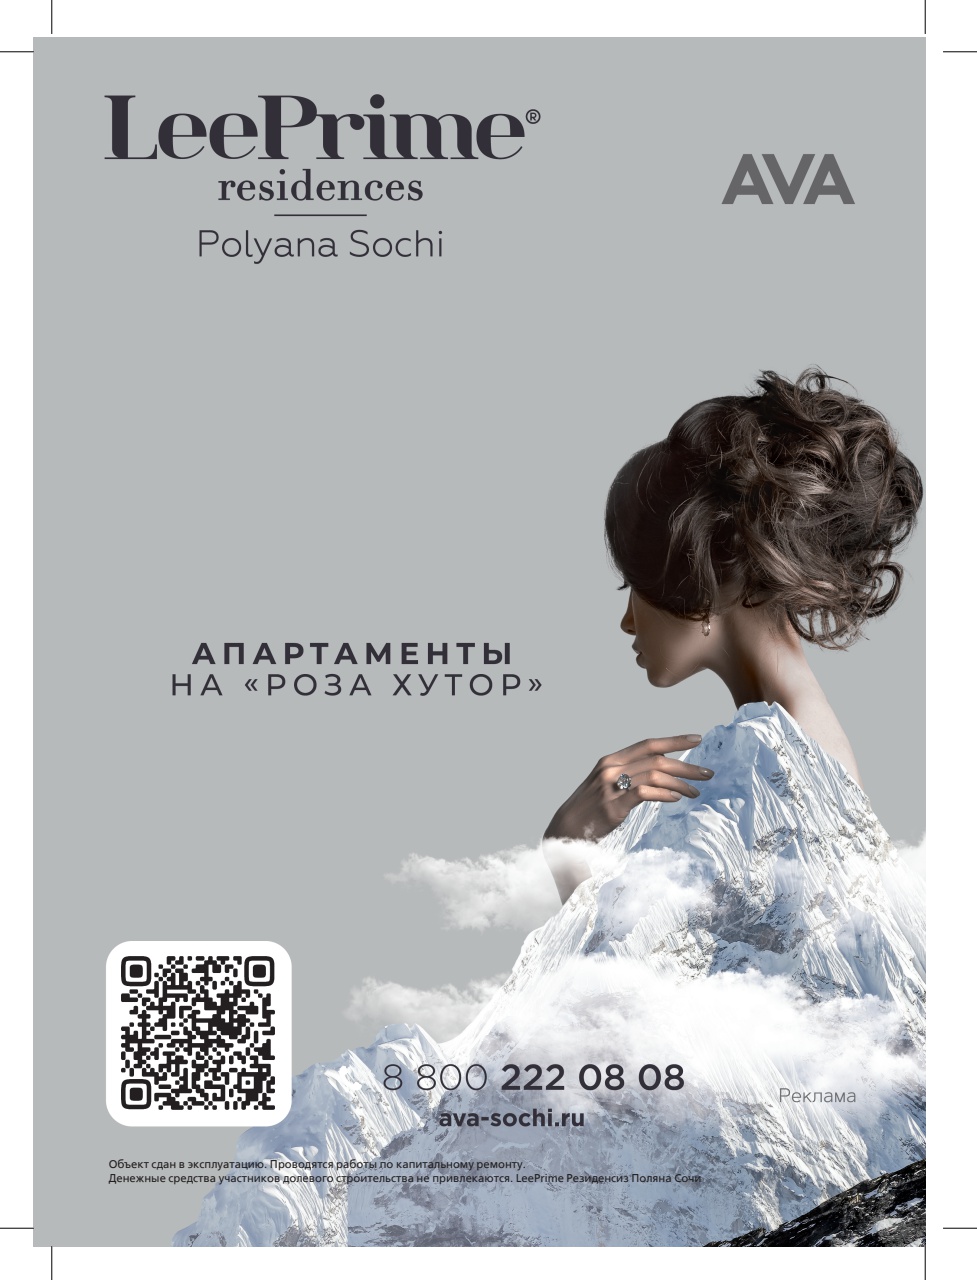 LeePrime®
residences
Polyana Sochi
AVA
АПАРТАМЕНТЫ
НА «РОЗА ХУТОР»
8 800 222 08 08
ava-sochi.ru
Реклама
Объект сдан в эксплуатацию. Проводятся работы по капитальному ремонту.
Денежные средства участников долевого строительства не привлекаются. LeePrime Резиденсиз Поляна Сочи